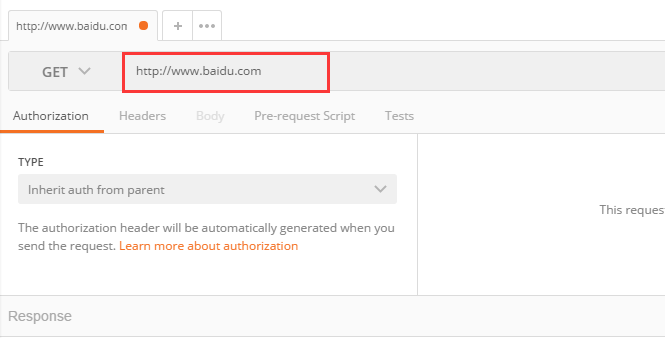 http://www.baidu.com
GET
http://www.baidu.com
Authorization Headers Body Pre-request Script Tests
TYPE
Inherit auth from parent
The authorization header will be automatically generated when you
send the request. Learn more about authorization
This reques
Response